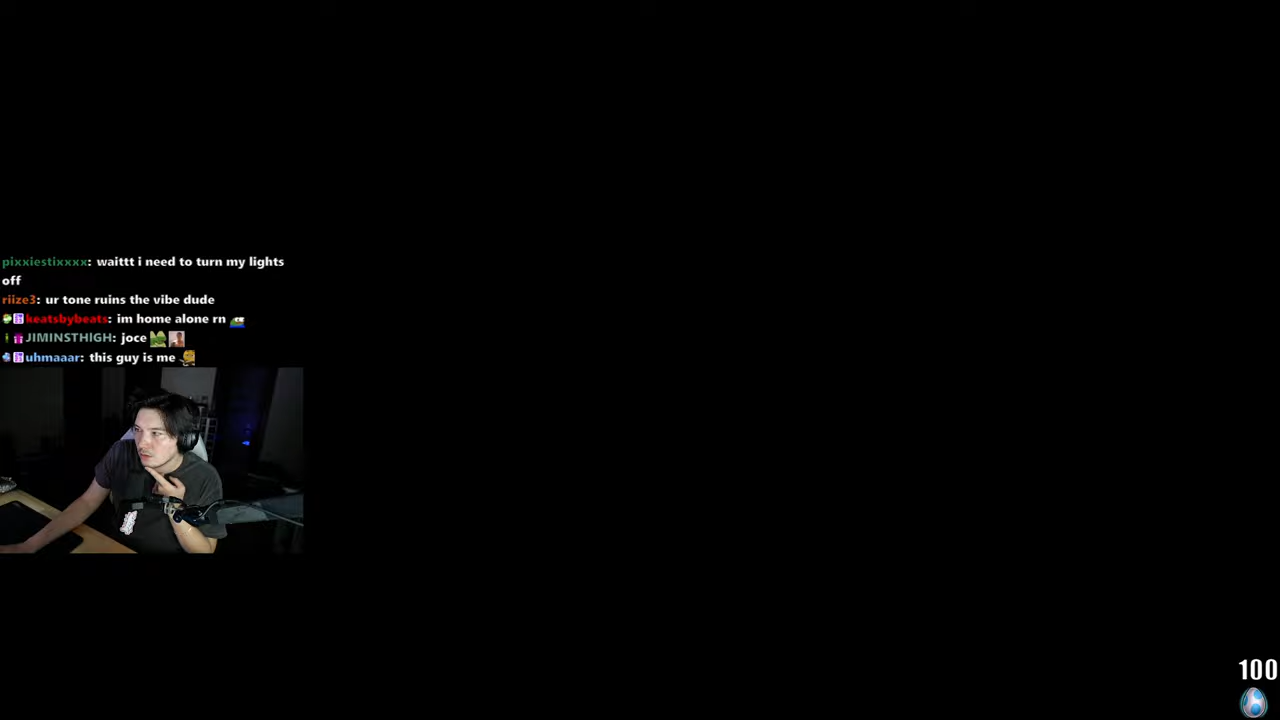 pixxiestixxxx: waittt i need to turn my lights
off
riize3: ur tone ruins the vibe dude
keatsbybeats: im home alone rn
JIMINSTHIGH: joce
uhmaaar: this guy is me
100